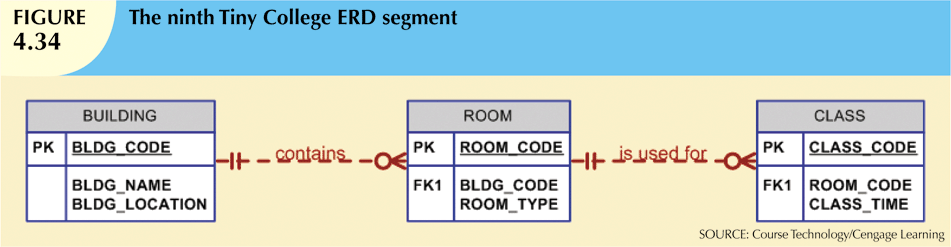 FIGURE
4.34
The ninth Tiny College ERD segment
BUILDING
PK BLDG_CODE
BLDG_NAME
BLDG_LOCATION
contains
ROOM
PK ROOM_CODE
FK1 BLDG_CODE
ROOM_TYPE
is used for
CLASS
PK CLASS_CODE
FK1 ROOM_CODE
CLASS_TIME
SOURCE: Course Technology/Cengage Learning